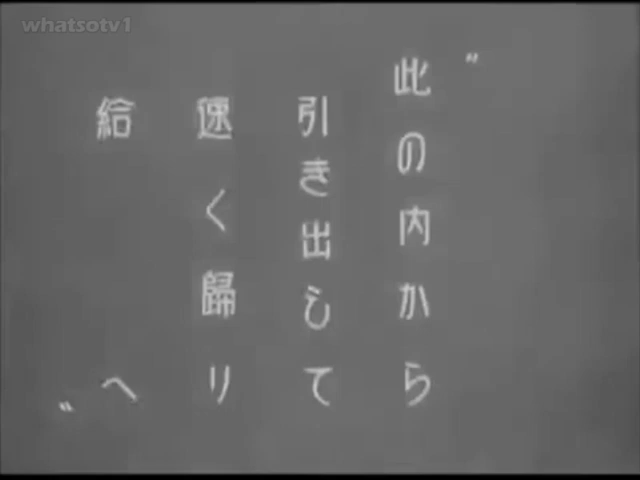 whatsotv1
〝此の内から
引き出して
速く歸り
給へ〟